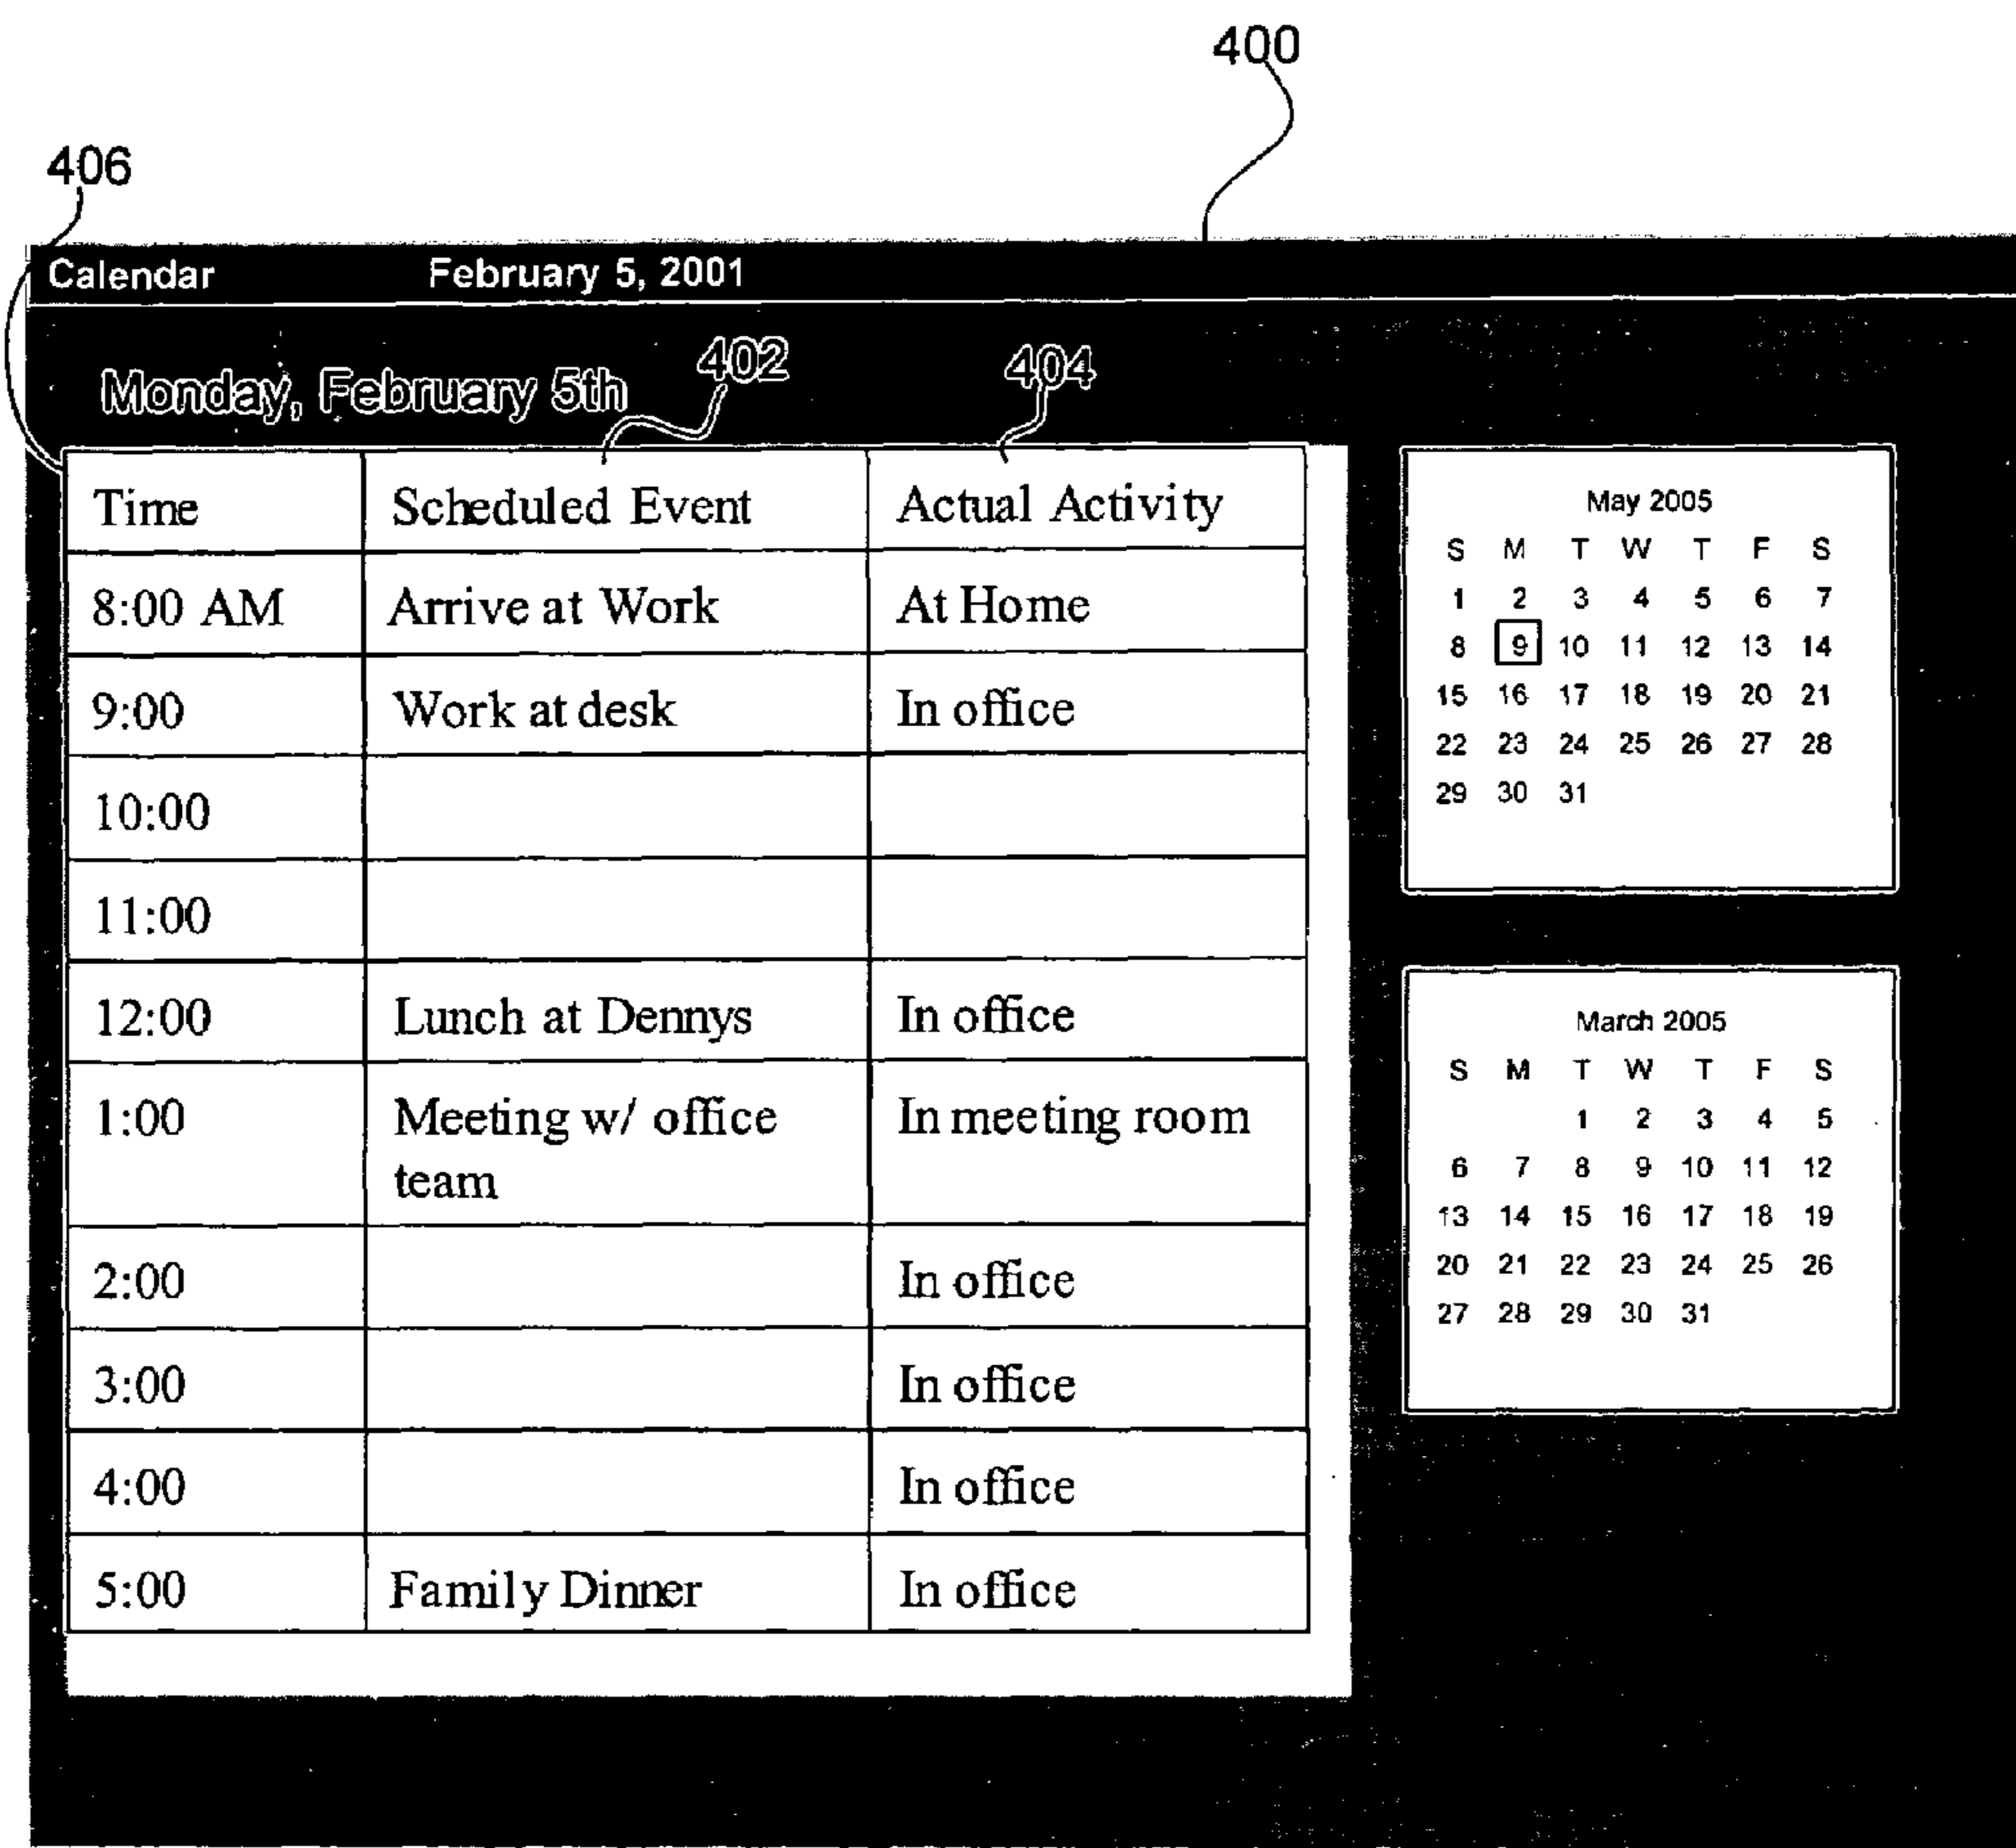 400
406
Calendar February 5, 2001
Monday, February 5th 402 404
Time Scheduled Event Actual Activity
8:00 AM Arrive at Work At Home
9:00 Work at desk In office
10:00
11:00
12:00 Lunch at Dennys In office
1:00 Meeting w/ office In meeting room
team
2:00 In office
3:00 In office
4:00 In office
5:00 Family Dinner In office
May 2005
S M T W T F S
1 2 3 4 5 6 7
8 9 10 11 12 13 14
15 16 17 18 19 20 21
22 23 24 25 26 27 28
29 30 31
March 2005
S M T W T F S
1 2 3 4 5
6 7 8 9 10 11 12
13 14 15 16 17 18 19
20 21 22 23 24 25 26
27 28 29 30 31